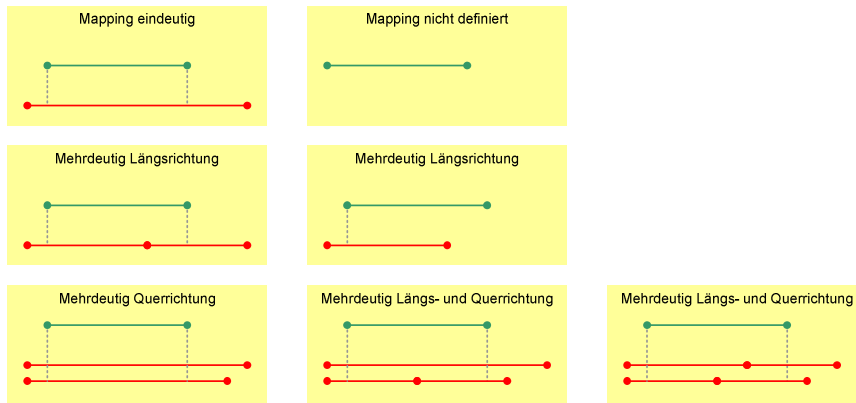 Mapping eindeutig
Mapping nicht definiert
Mehrdeutig Längsrichtung
Mehrdeutig Längsrichtung
Mehrdeutig Querrichtung
Mehrdeutig Längs- und Querrichtung
Mehrdeutig Längs- und Querrichtung